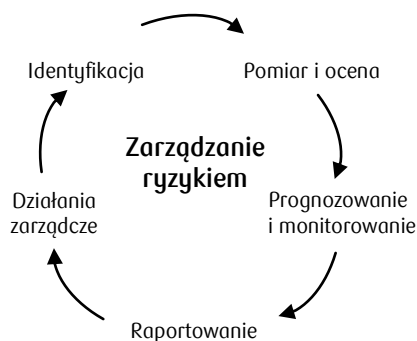 Identyfikacja
Pomiar i ocena
Zarządzanie
ryzykiem
Prognozowanie
i monitorowanie
Działania
zarządcze
Raportowanie